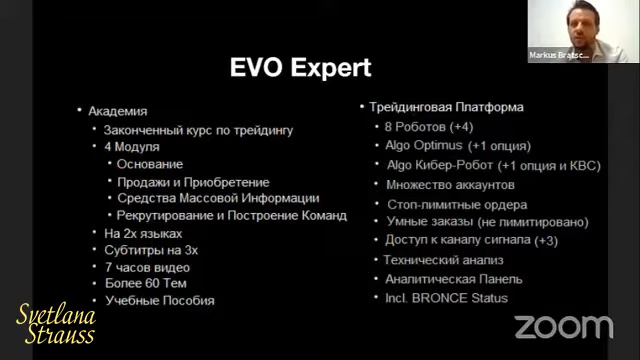 Markus Bratsc...
EVO Expert
• Академия
• Законченный курс по трейдингу
• 4 Модуля
• Основание
• Продажи и Приобретение
• Средства Массовой Информации
• Рекрутирование и Построение Команд
• На 2х языках
• Субтитры на 3х
• 7 часов видео
• Более 60 Тем
• Учебные Пособия
• Трейдинговая Платформа
• 8 Роботов (+4)
• Algo Optimus (+1 опция)
• Algo Кибер-Робот (+1 опция и КВС)
• Множество аккаунтов
• Стоп-лимитные ордера
• Умные заказы (не лимитировано)
• Доступ к каналу сигнала (+3)
• Технический анализ
• Аналитическая Панель
• Incl. BRONCE Status
Svetlana
Strauss
zoom